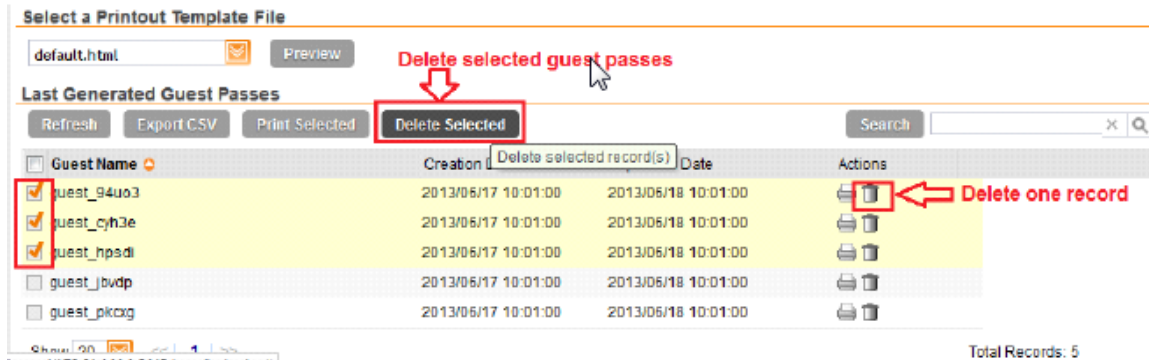 Select a Printout Template File
default.html Preview
Delete selected guest passes
Last Generated Guest Passes
Refresh Export CSV Print Selected Delete Selected Search
Guest Name Creation D Delete selected record(s) Date Actions
guest_94uo3 2013/06/17 10:01:00 2013/06/18 10:01:00 Delete one record
guest_cyh3e 2013/06/17 10:01:00 2013/06/18 10:01:00
guest_hpsdi 2013/06/17 10:01:00 2013/06/18 10:01:00
guest_jbvdp 2013/06/17 10:01:00 2013/06/18 10:01:00
guest_pkcxg 2013/06/17 10:01:00 2013/06/18 10:01:00
Show 20 << 1 >> Total Records: 5